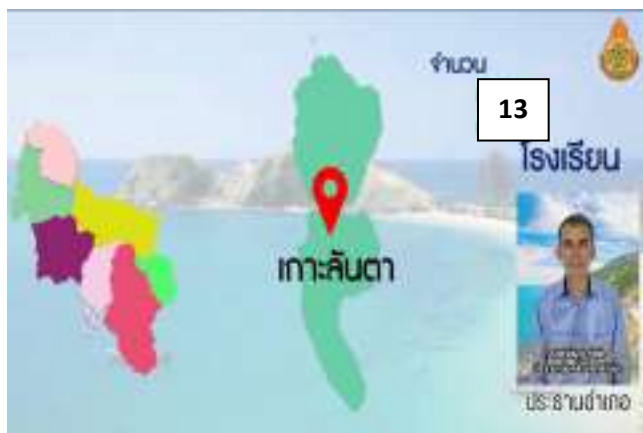 จำนวน
13
โรงเรียน
เกาะลันตา
ประธานอำเภอ